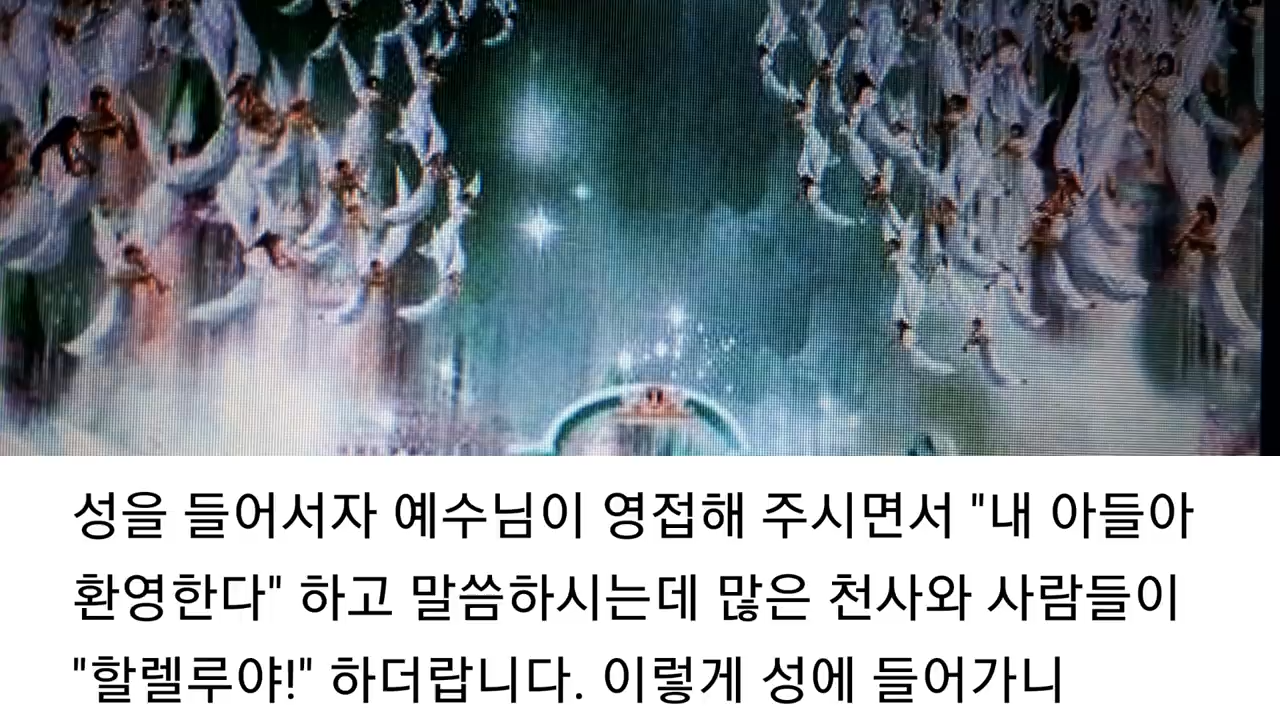 성을 들어서자 예수님이 영접해 주시면서 "내 아들아
환영한다" 하고 말씀하시는데 많은 천사와 사람들이
"할렐루야!" 하더랍니다. 이렇게 성에 들어가니